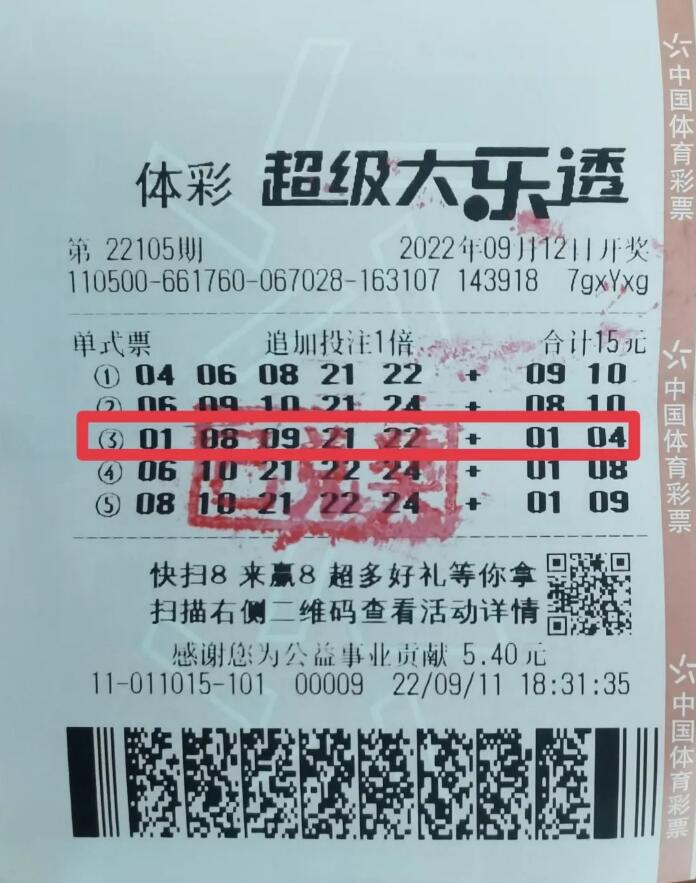 体彩 超级大乐透
第 22105期 2022年09月12日开奖
110500-661760-067028-163107 143918 7gxYxg
单式票 追加投注1倍 合计15元
① 04 06 08 21 22 + 09 10
② 06 09 10 21 24 + 08 10
③ 01 08 09 21 22 + 01 04
④ 06 10 21 22 24 + 01 08
⑤ 08 10 21 22 24 + 01 09
已兑奖
快扫8 来赢8 超多好礼等你拿
扫描右侧二维码查看活动详情
感谢您为公益事业贡献 5.40元
11-011015-101 00009 22/09/11 18:31:35
中国体育彩票
中国体育彩票
中国体育彩票